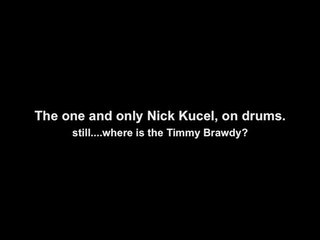 The one and only Nick Kucel, on drums.
still....where is the Timmy Brawdy?